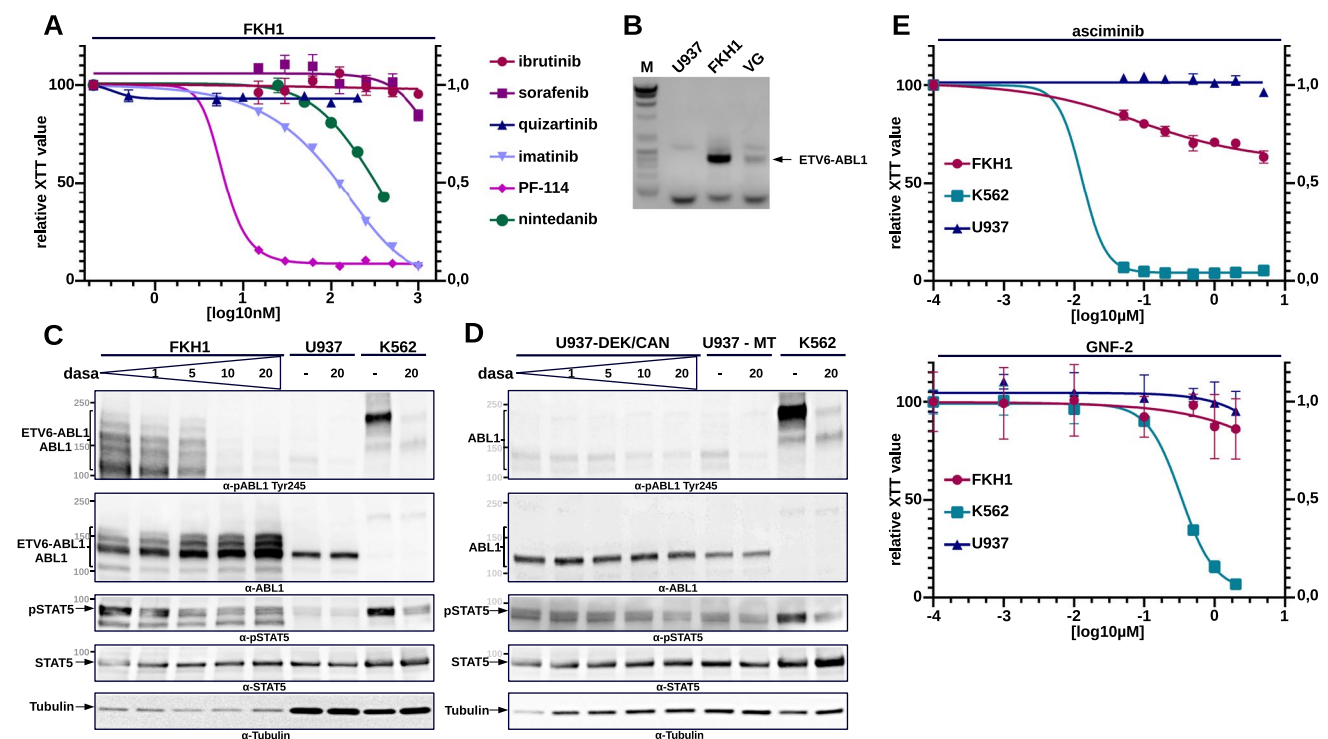 A
FKH1
100
50
0
relative XTT value
1,0
0,5
0,0
0
1
2
3
[log10nM]
ibrutinib
sorafenib
quizartinib
imatinib
PF-114
nintedanib
B
M
U937
FKH1
VG
ETV6-ABL1
C
FKH1
U937
K562
dasa
1
5
10
20
-
20
-
20
250
ETV6-ABL1
ABL1
150
100
α-pABL1 Tyr245
250
150
ETV6-ABL1
ABL1
100
α-ABL1
100
pSTAT5
α-pSTAT5
100
STAT5
α-STAT5
Tubulin
α-Tubulin
D
U937-DEK/CAN
U937 - MT
K562
dasa
1
5
10
20
-
20
-
20
250
ABL1
150
100
α-pABL1 Tyr245
250
150
ABL1
100
α-ABL1
100
pSTAT5
α-pSTAT5
100
STAT5
α-STAT5
Tubulin
α-Tubulin
E
asciminib
100
50
0
relative XTT value
1,0
0,5
0,0
FKH1
K562
U937
-4
-3
-2
-1
0
1
[log10µM]
GNF-2
100
50
0
relative XTT value
1,0
0,5
0,0
FKH1
K562
U937
-4
-3
-2
-1
0
1
[log10µM]